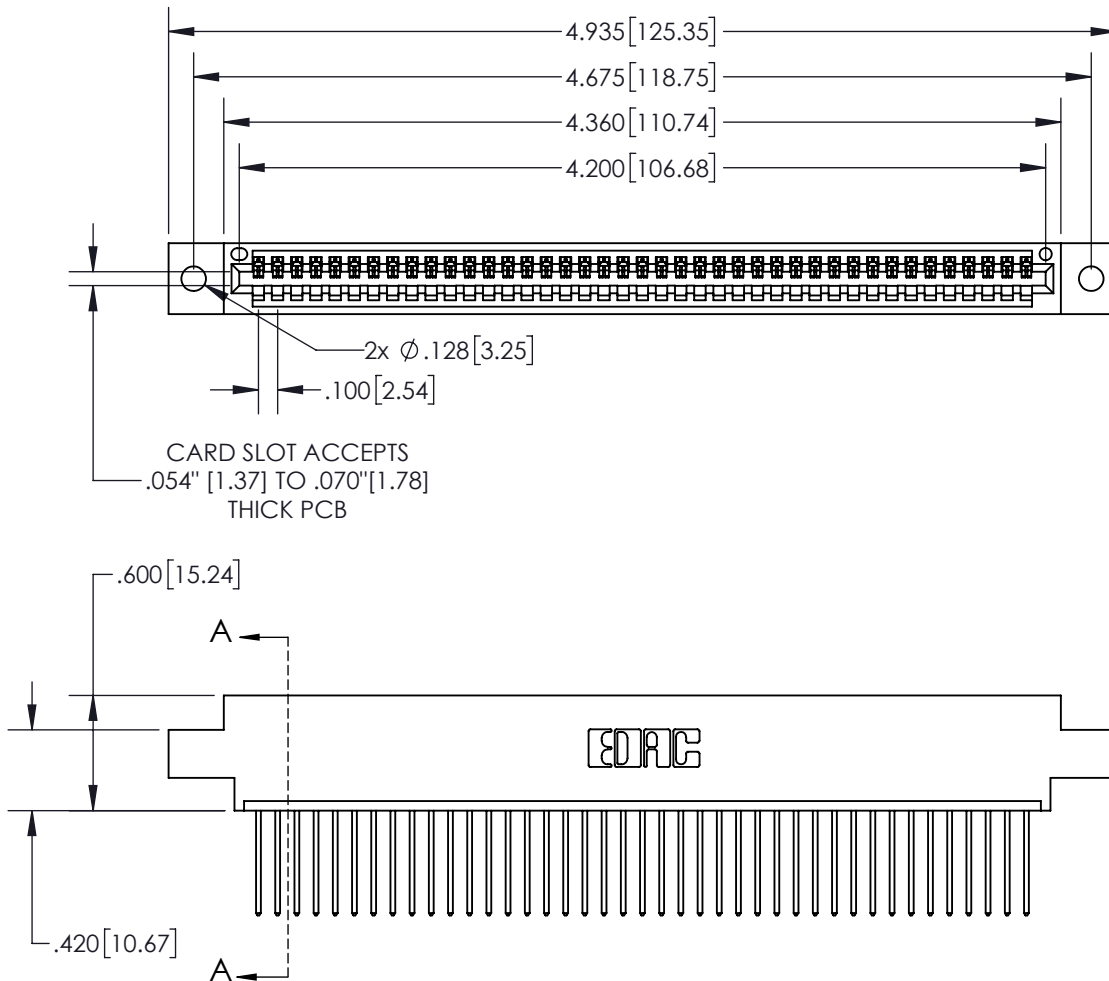 4.935[125.35]
4.675[118.75]
4.360[110.74]
4.200[106.68]
2x ∅.128[3.25]
.100[2.54]
CARD SLOT ACCEPTS
.054" [1.37] TO .070"[1.78]
THICK PCB
.600[15.24]
A
EDAC
.420[10.67]
A